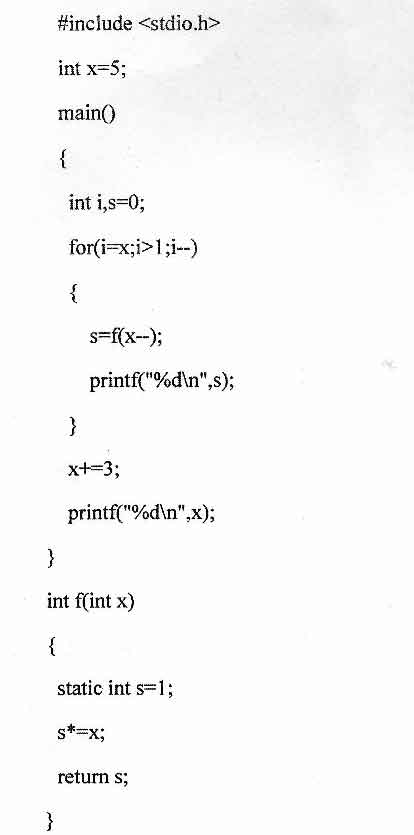 #include <stdio.h>
int x=5;
main()
{
int i,s=0;
for(i=x;i>1;i--)
{
s=f(x--);
printf("%d\n",s);
}
x+=3;
printf("%d\n",x);
}
int f(int x)
{
static int s=1;
s*=x;
return s;
}